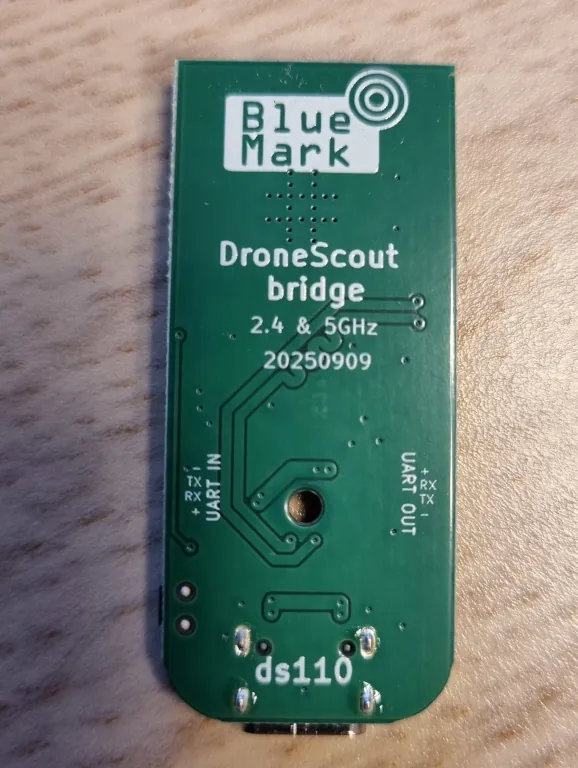 Blue
Mark
DroneScout
bridge
2.4 & 5GHz
20250909
UART IN
-
TX
RX
+
UART OUT
+
RX
TX
-
ds110